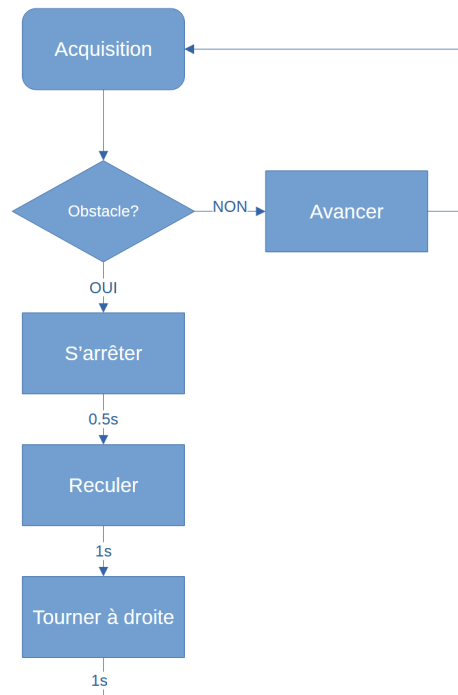 Acquisition
Obstacle?
NON
Avancer
OUI
S’arrêter
0.5s
Reculer
1s
Tourner à droite
1s